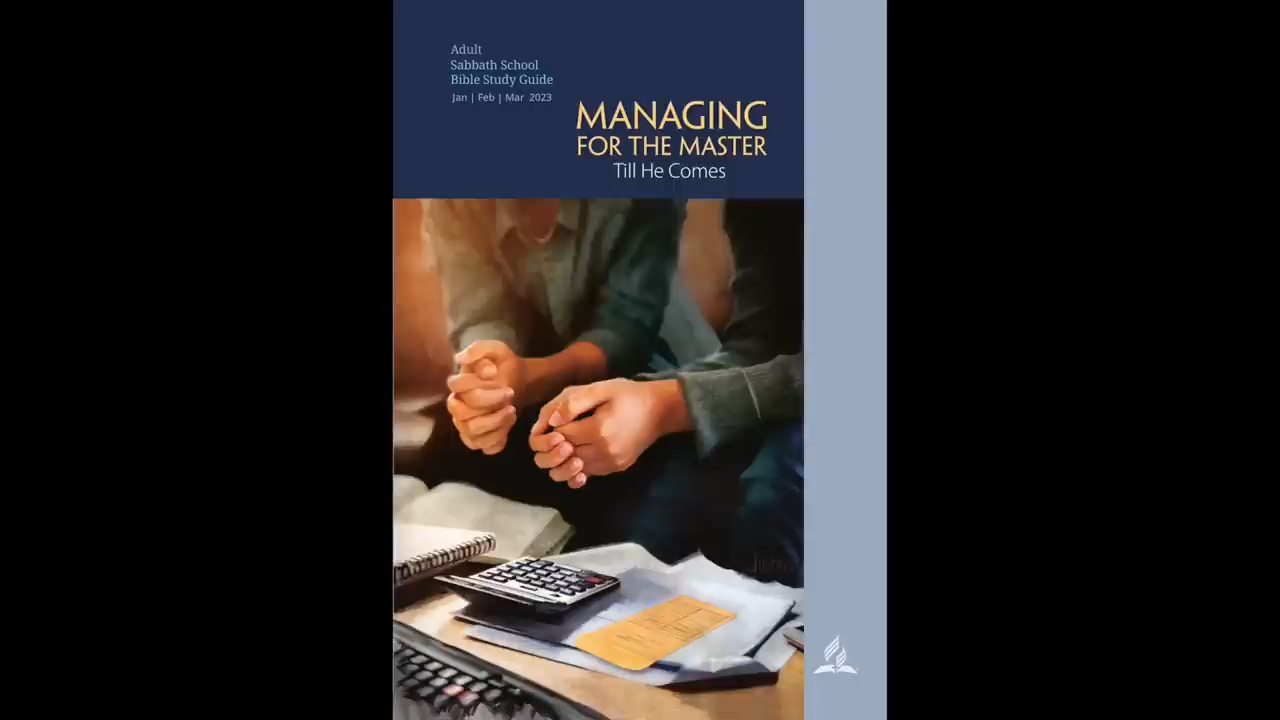 Adult
Sabbath School
Bible Study Guide
Jan | Feb | Mar 2023
MANAGING
FOR THE MASTER
Till He Comes